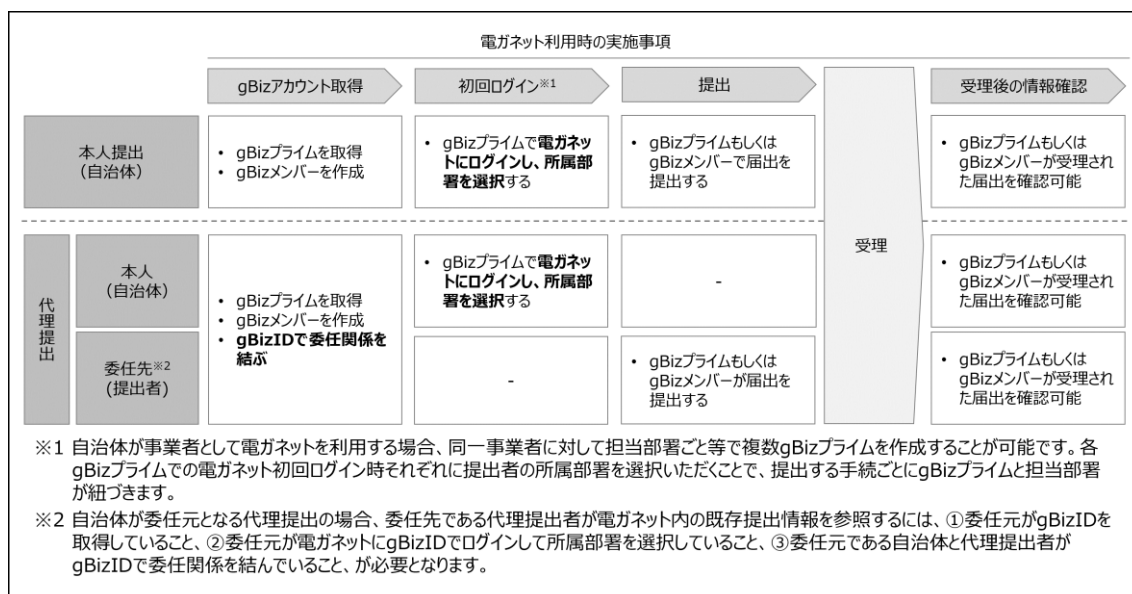 電ガネット利用時の実施事項
gBizアカウント取得
初回ログイン※1
提出
受理後の情報確認
本人提出
（自治体）
• gBizプライムを取得
• gBizメンバーを作成
• gBizプライムで電ガネッ
トにログインし、所属部
署を選択する
• gBizプライムもしくは
gBizメンバーで届出を
提出する
受理
• gBizプライムもしくは
gBizメンバーが受理され
た届出を確認可能
代理提出
本人
（自治体）
• gBizプライムを取得
• gBizメンバーを作成
• gBizIDで委任関係を
結ぶ
• gBizプライムで電ガネッ
トにログインし、所属部
署を選択する
-
• gBizプライムもしくは
gBizメンバーが受理され
た届出を確認可能
委任先※2
（提出者）
-
• gBizプライムもしくは
gBizメンバーが届出を
提出する
• gBizプライムもしくは
gBizメンバーが受理され
た届出を確認可能
※1 自治体が事業者として電ガネットを利用する場合、同一事業者に対して担当部署ごと等で複数gBizプライムを作成することが可能です。各
gBizプライムでの電ガネット初回ログイン時それぞれに提出者の所属部署を選択いただくことで、提出する手続ごとにgBizプライムと担当部署
が紐づきます。
※2 自治体が委任元となる代理提出の場合、委任先である代理提出者が電ガネット内の既存提出情報を参照するには、①委任元がgBizIDを
取得していること、②委任元が電ガネットにgBizIDでログインして所属部署を選択していること、③委任元である自治体と代理提出者が
gBizIDで委任関係を結んでいること、が必要となります。